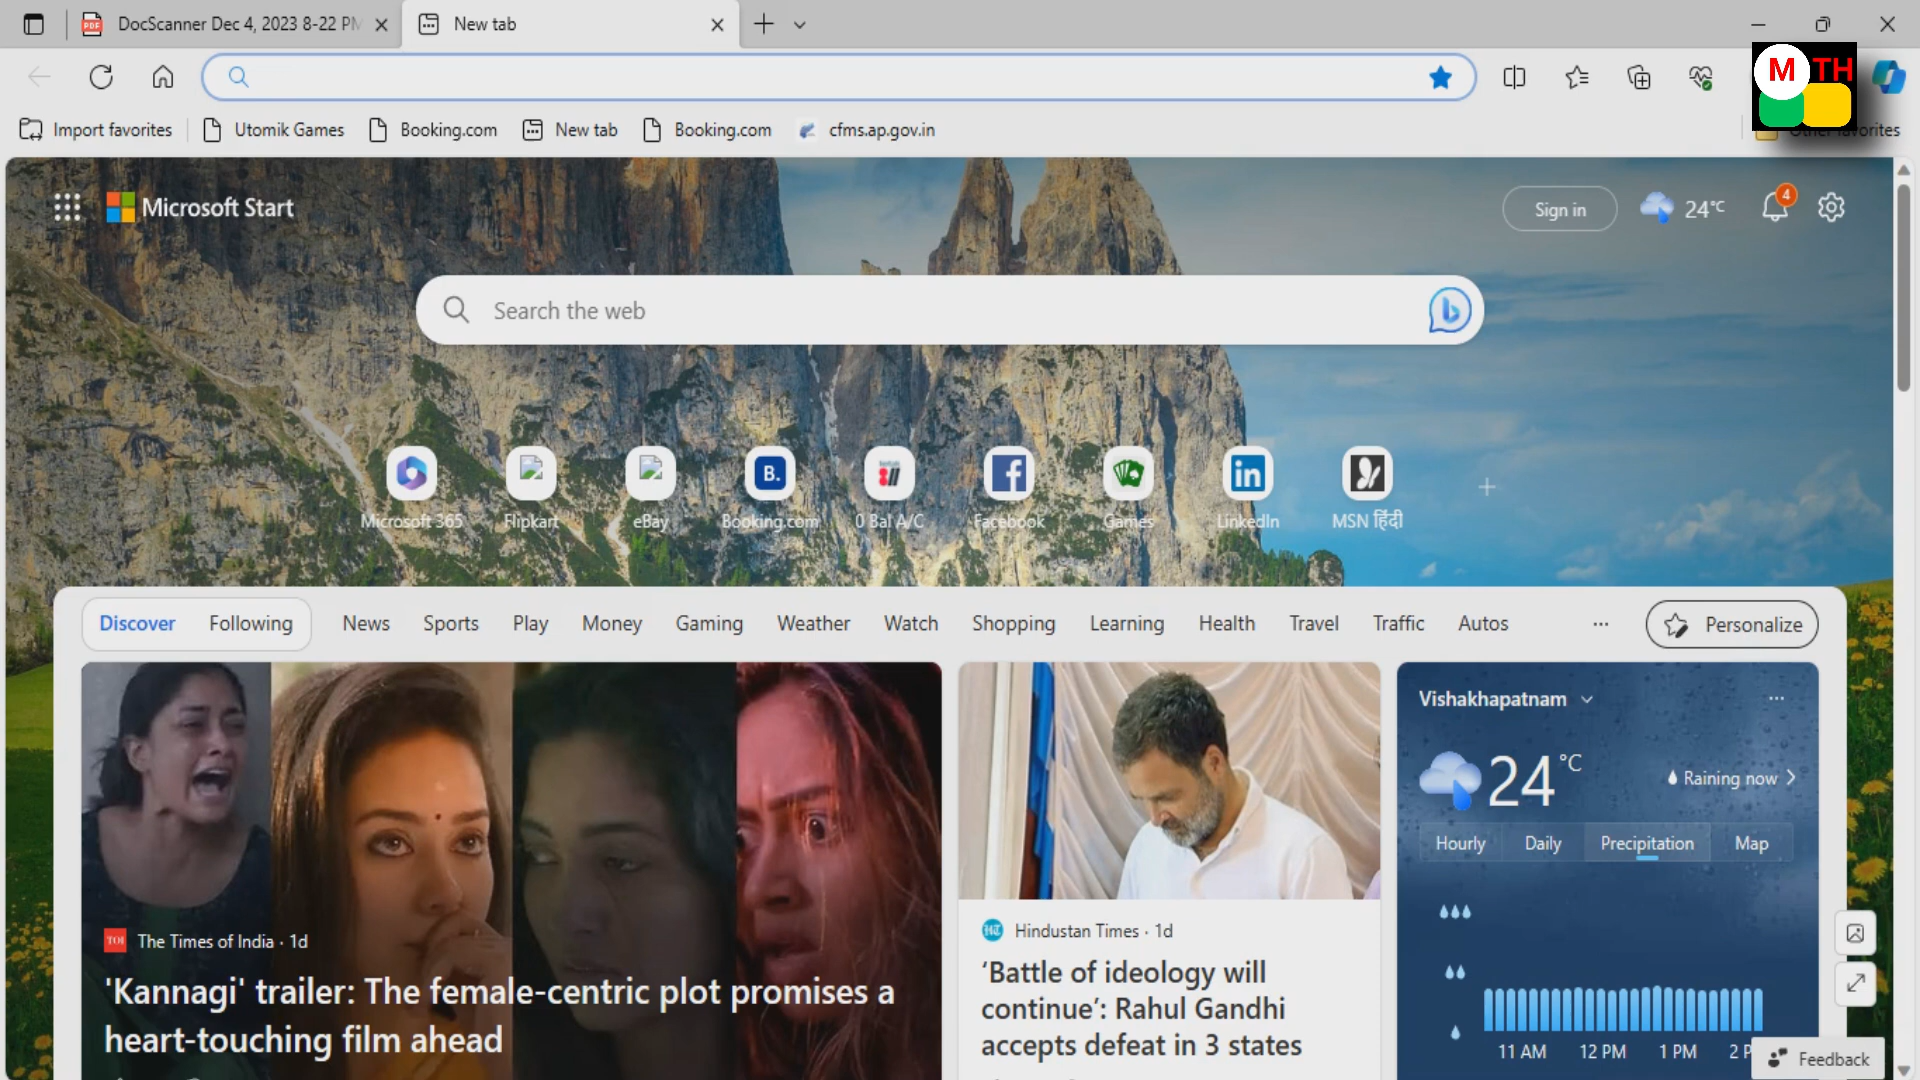 DocScanner Dec 4, 2023 8-22 PM
New tab
M TH
Import favorites
Utomik Games
Booking.com
New tab
Booking.com
cfms.ap.gov.in
Other favorites
Microsoft Start
Sign in
24°C
4
Search the web
Microsoft 365
Flipkart
eBay
B.
Booking.com
0 Bal A/C
Facebook
Games
LinkedIn
MSN हिंदी
Discover
Following
News
Sports
Play
Money
Gaming
Weather
Watch
Shopping
Learning
Health
Travel
Traffic
Autos
Personalize
TOI
The Times of India · 1d
'Kannagi' trailer: The female-centric plot promises a
heart-touching film ahead
Hindustan Times · 1d
‘Battle of ideology will
continue’: Rahul Gandhi
accepts defeat in 3 states
Vishakhapatnam
24 °C
Raining now
Hourly
Daily
Precipitation
Map
11 AM
12 PM
1 PM
2 P
Feedback